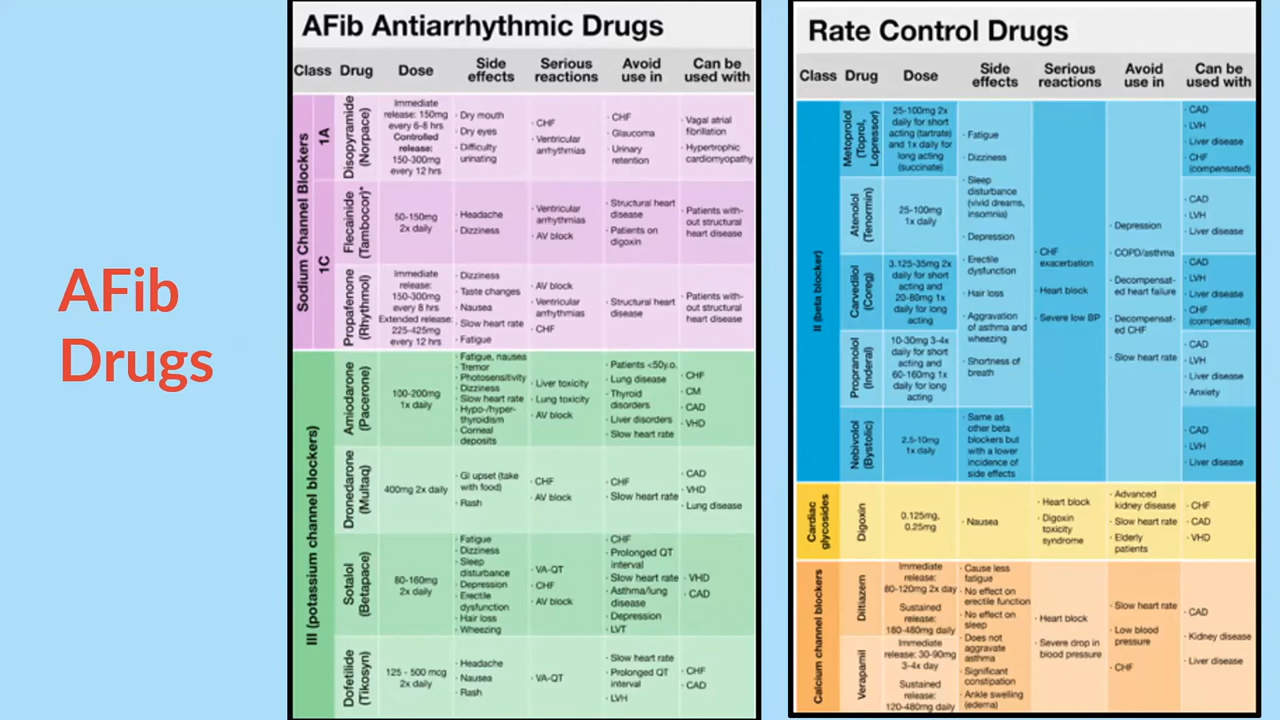 AFib
Drugs
AFib Antiarrhythmic Drugs
Class
Drug
Dose
Side
effects
Serious
reactions
Avoid
use in
Can be
used with
Sodium Channel Blockers
1A
Disopyramide
(Norpace)
Immediate
release: 150mg
every 6-8 hrs
Controlled
release:
150-300mg
every 12 hrs
· Dry mouth
· Dry eyes
· Difficulty
urinating
· CHF
· Ventricular
arrhythmias
· CHF
· Glaucoma
· Urinary
retention
· Vagal atrial
fibrillation
· Hypertrophic
cardiomyopathy
1C
Flecainide
(Tambocor)*
50-150mg
2x daily
· Headache
· Dizziness
· Ventricular
arrhythmias
· AV block
· Structural heart
disease
· Patients on
digoxin
· Patients with-
out structural
heart disease
Propafenone
(Rhythmol)
Immediate
release:
150-300mg
every 8 hrs
Extended release:
225-425mg
every 12 hrs
· Dizziness
· Taste changes
· Nausea
· Slow heart rate
· Fatigue
· AV block
· Ventricular
arrhythmias
· CHF
· Structural heart
disease
· Patients with-
out structural
heart disease
III (potassium channel blockers)
Amiodarone
(Pacerone)
100-200mg
1x daily
· Fatigue, nausea
· Tremor
· Photosensitivity
· Dizziness
· Slow heart rate
· Hypo-/hyper-
thyroidism
· Corneal
deposits
· Liver toxicity
· Lung toxicity
· AV block
· Patients <50y.o.
· Lung disease
· Thyroid
disorders
· Liver disorders
· Slow heart rate
· CHF
· CM
· CAD
· VHD
Dronedarone
(Multaq)
400mg 2x daily
· GI upset (take
with food)
· Rash
· CHF
· AV block
· CHF
· Slow heart rate
· CAD
· VHD
· Lung disease
Sotalol
(Betapace)
80-160mg
2x daily
· Fatigue
· Dizziness
· Sleep
disturbance
· Depression
· Erectile
dysfunction
· Hair loss
· Wheezing
· VA-QT
· CHF
· AV block
· CHF
· Prolonged QT
interval
· Slow heart rate
· Asthma/lung
disease
· Depression
· LVT
· VHD
· CAD
Dofetilide
(Tikosyn)
125 - 500 mcg
2x daily
· Headache
· Nausea
· Rash
· VA-QT
· Slow heart rate
· Prolonged QT
interval
· LVH
· CHF
· CAD
Rate Control Drugs
Class
Drug
Dose
Side
effects
Serious
reactions
Avoid
use in
Can be
used with
II (beta blocker)
Metoprolol
(Toprol,
Lopressor)
25-100mg 2x
daily for short
acting (tartrate)
and 1x daily for
long acting
(succinate)
· Fatigue
· Dizziness
· Sleep
disturbance
(vivid dreams,
insomnia)
· Depression
· Erectile
dysfunction
· Hair loss
· Aggravation
of asthma and
wheezing
· Shortness of
breath
· CHF
exacerbation
· Heart block
· Severe low BP
· Depression
· COPD/asthma
· Decompensat-
ed heart failure
· Decompensat-
ed CHF
· Slow heart rate
· CAD
· LVH
· Liver disease
· CHF
(compensated)
Atenolol
(Tenormin)
25-100mg
1x daily
· CAD
· LVH
· Liver disease
Carvedilol
(Coreg)
3.125-35mg 2x
daily for short
acting and
20-80mg 1x
daily for long
acting
· CAD
· LVH
· Liver disease
· CHF
(compensated)
Propranolol
(Inderal)
10-30mg 3-4x
daily for short
acting and
60-160mg 1x
daily for long
acting
· CAD
· LVH
· Liver disease
· Anxiety
Nebivolol
(Bystolic)
2.5-10mg
1x daily
· Same as
other beta
blockers but
with a lower
incidence of
side effects
· CAD
· LVH
· Liver disease
Cardiac
glycosides
Digoxin
0.125mg,
0.25mg
· Nausea
· Heart block
· Digoxin
toxicity
syndrome
· Advanced
kidney disease
· Slow heart rate
· Elderly
patients
· CHF
· CAD
· VHD
Calcium channel blockers
Diltiazem
Immediate
release:
80-120mg 2x day
Sustained
release:
180-480mg daily
· Cause less
fatigue
· No effect on
erectile function
· No effect on
sleep
· Does not
aggravate
asthma
· Significant
constipation
· Ankle swelling
(edema)
· Heart block
· Severe drop in
blood pressure
· Slow heart rate
· Low blood
pressure
· CHF
· CAD
· Kidney disease
· Liver disease
Verapamil
Immediate
release: 30-90mg
3-4x day
Sustained
release:
120-480mg daily